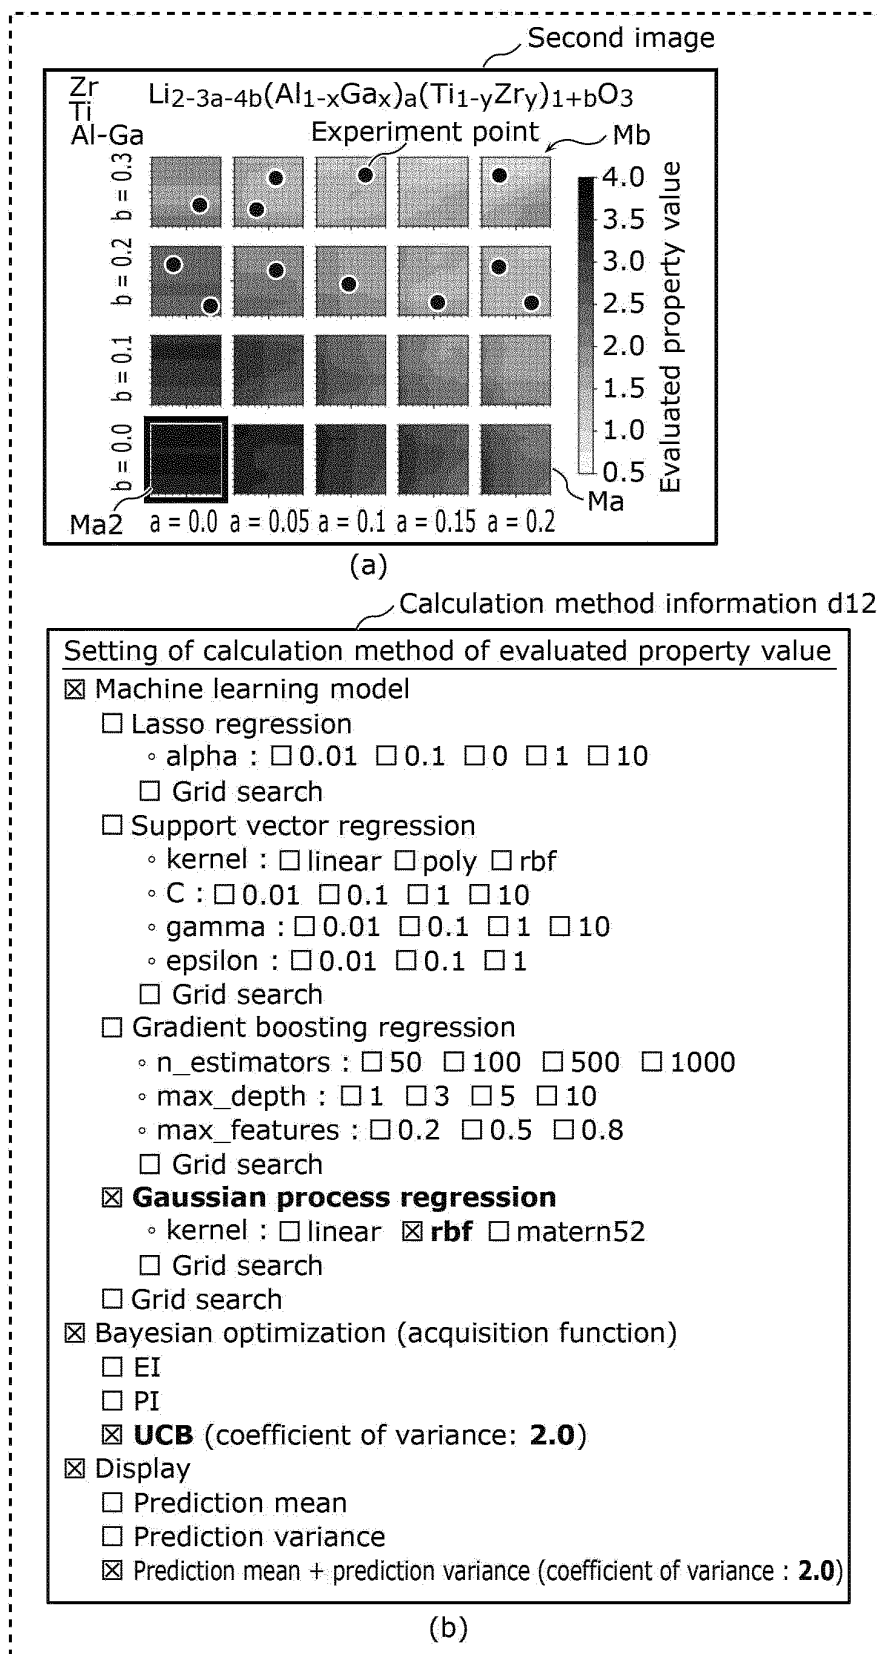 Second image
Zr
Ti
Al-Ga
Li2-3a-4b(Al1-xGax)a(Ti1-yZry)1+bO3
Experiment point
Mb
b = 0.3
b = 0.2
b = 0.1
b = 0.0
4.0
3.5
3.0
2.5
2.0
1.5
1.0
0.5
Evaluated property value
Ma
Ma2
a = 0.0 a = 0.05 a = 0.1 a = 0.15 a = 0.2
(a)
Calculation method information d12
Setting of calculation method of evaluated property value
☒ Machine learning model
☐ Lasso regression
◦ alpha : ☐ 0.01 ☐ 0.1 ☐ 0 ☐ 1 ☐ 10
☐ Grid search
☐ Support vector regression
◦ kernel : ☐ linear ☐ poly ☐ rbf
◦ C : ☐ 0.01 ☐ 0.1 ☐ 1 ☐ 10
◦ gamma : ☐ 0.01 ☐ 0.1 ☐ 1 ☐ 10
◦ epsilon : ☐ 0.01 ☐ 0.1 ☐ 1
☐ Grid search
☐ Gradient boosting regression
◦ n_estimators : ☐ 50 ☐ 100 ☐ 500 ☐ 1000
◦ max_depth : ☐ 1 ☐ 3 ☐ 5 ☐ 10
◦ max_features : ☐ 0.2 ☐ 0.5 ☐ 0.8
☐ Grid search
☒ Gaussian process regression
◦ kernel : ☐ linear ☒ rbf ☐ matern52
☐ Grid search
☐ Grid search
☒ Bayesian optimization (acquisition function)
☐ EI
☐ PI
☒ UCB (coefficient of variance: 2.0)
☒ Display
☐ Prediction mean
☐ Prediction variance
☒ Prediction mean + prediction variance (coefficient of variance : 2.0)
(b)